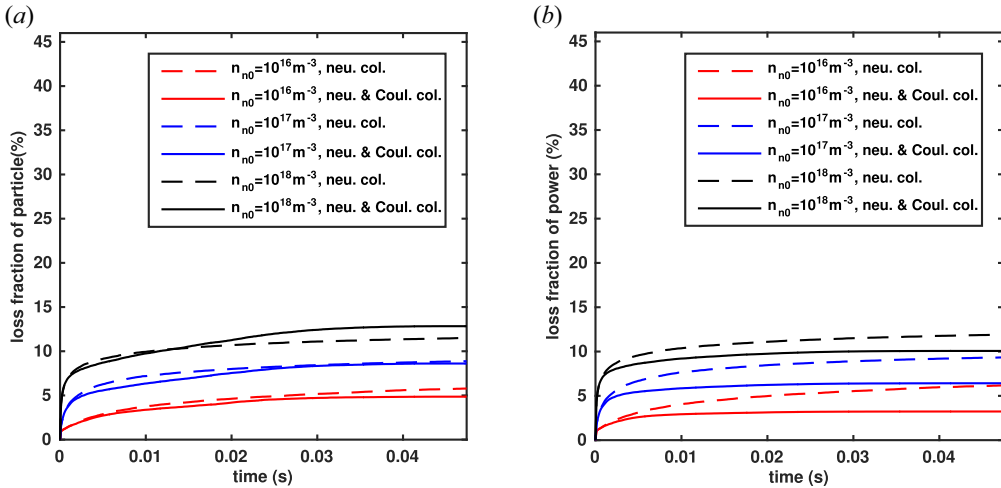 (a)
loss fraction of particle(%)
45
40
35
30
25
20
15
10
5
0
n_n0=10^16m^-3, neu. col.
n_n0=10^16m^-3, neu. & Coul. col.
n_n0=10^17m^-3, neu. col.
n_n0=10^17m^-3, neu. & Coul. col.
n_n0=10^18m^-3, neu. col.
n_n0=10^18m^-3, neu. & Coul. col.
0 0.01 0.02 0.03 0.04
time (s)
(b)
loss fraction of power (%)
45
40
35
30
25
20
15
10
5
0
n_n0=10^16m^-3, neu. col.
n_n0=10^16m^-3, neu. & Coul. col.
n_n0=10^17m^-3, neu. col.
n_n0=10^17m^-3, neu. & Coul. col.
n_n0=10^18m^-3, neu. col.
n_n0=10^18m^-3, neu. & Coul. col.
0 0.01 0.02 0.03 0.04
time (s)